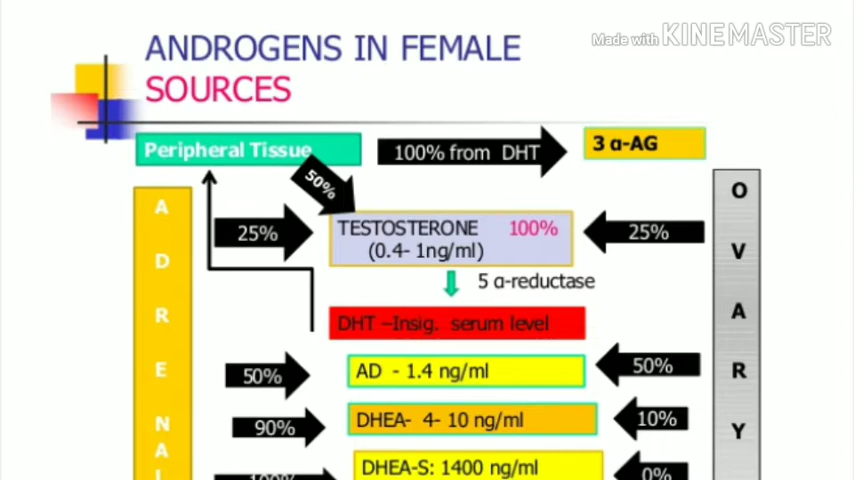 ANDROGENS IN FEMALE
SOURCES
Made with KINEMASTER
Peripheral Tissue
100% from DHT
3 α-AG
50%
25%
TESTOSTERONE 100%
(0.4- 1ng/ml)
25%
5 α-reductase
DHT –Insig. serum level
50%
AD - 1.4 ng/ml
50%
90%
DHEA- 4- 10 ng/ml
10%
100%
DHEA-S: 1400 ng/ml
0%
A
D
R
E
N
A
L
O
V
A
R
Y